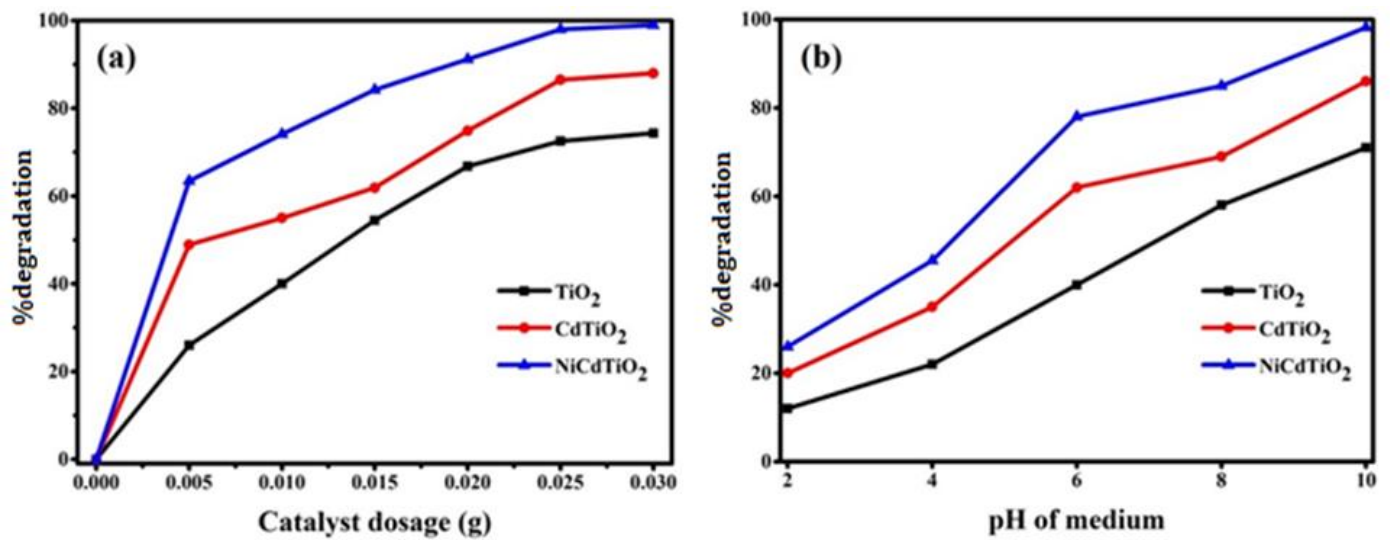 (a)
%degradation
100
80
60
40
20
0
TiO2
CdTiO2
NiCdTiO2
0.000 0.005 0.010 0.015 0.020 0.025 0.030
Catalyst dosage (g)
(b)
%degradation
100
80
60
40
20
0
TiO2
CdTiO2
NiCdTiO2
2 4 6 8 10
pH of medium